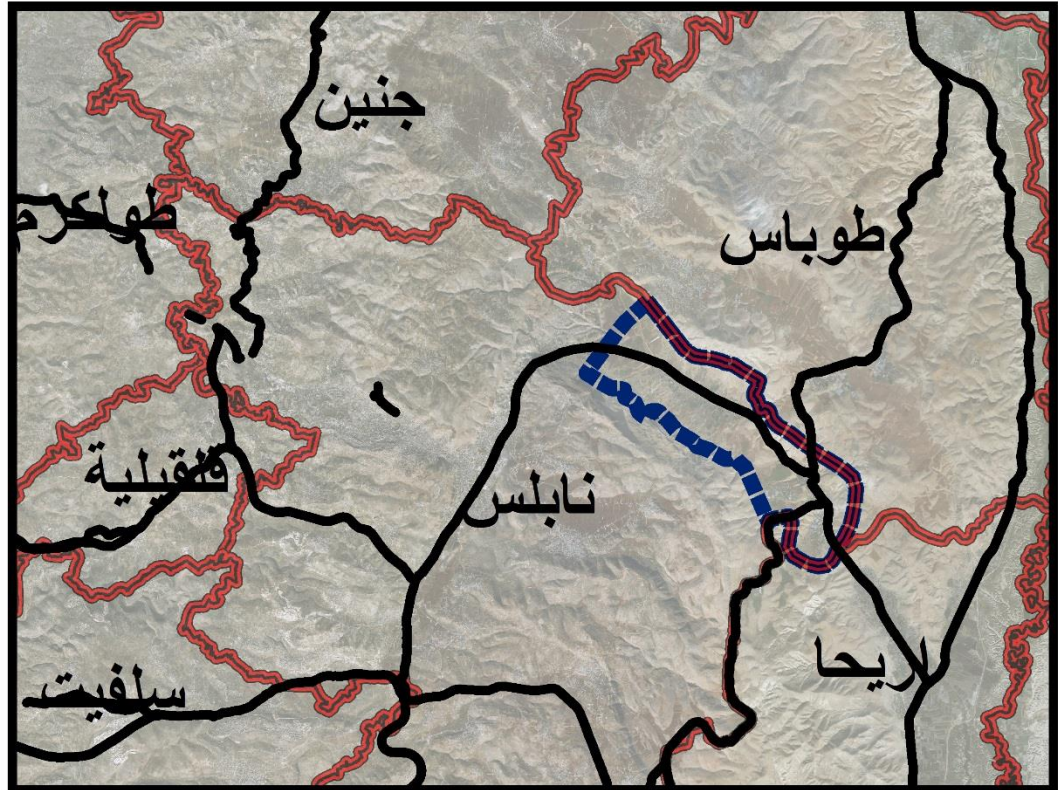 جنين
طولكرم
طوباس
قلقيلية
نابلس
اريحا
سلفيت